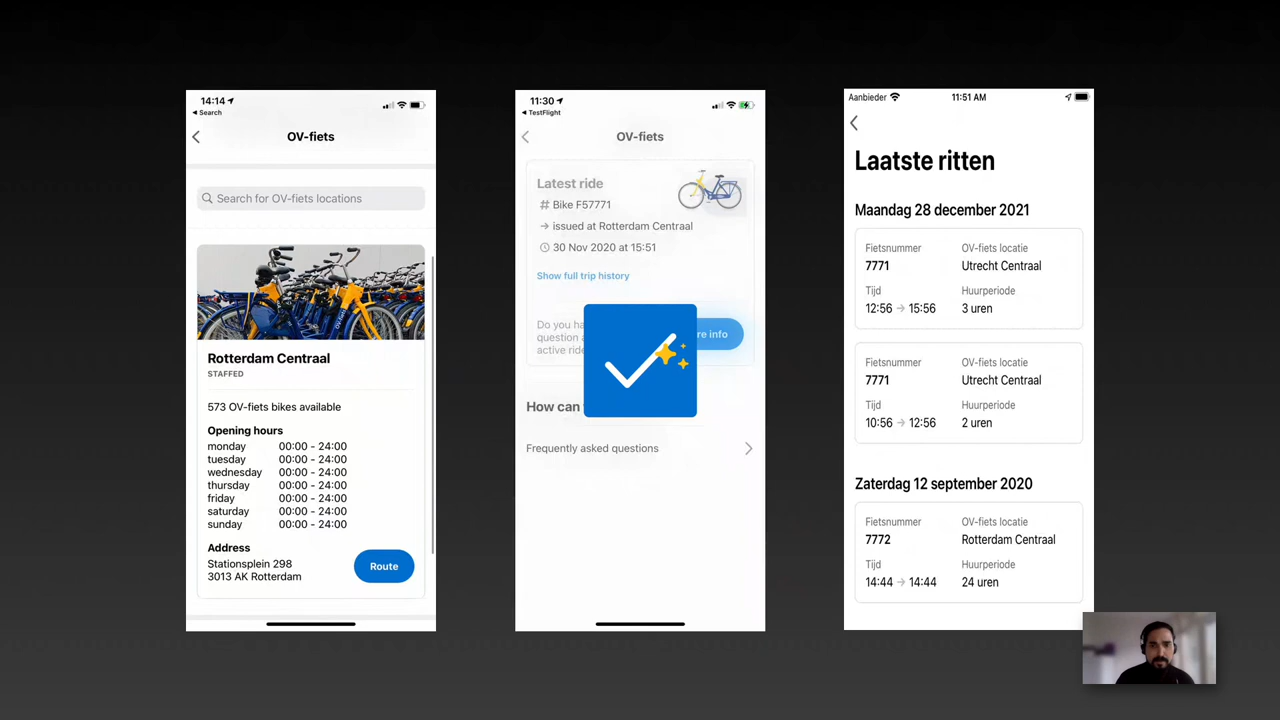 14:14
Search
OV-fiets
Search for OV-fiets locations
Rotterdam Centraal
STAFFED
573 OV-fiets bikes available
Opening hours
monday 00:00 - 24:00
tuesday 00:00 - 24:00
wednesday 00:00 - 24:00
thursday 00:00 - 24:00
friday 00:00 - 24:00
saturday 00:00 - 24:00
sunday 00:00 - 24:00
Address
Stationsplein 298
3013 AK Rotterdam
Route
11:30
TestFlight
OV-fiets
Latest ride
# Bike F57771
→ issued at Rotterdam Centraal
30 Nov 2020 at 15:51
Show full trip history
Do you ha
question a
active ride
re info
How can
Frequently asked questions
Aanbieder 11:51 AM
Laatste ritten
Maandag 28 december 2021
Fietsnummer OV-fiets locatie
7771 Utrecht Centraal
Tijd Huurperiode
12:56 → 15:56 3 uren
Fietsnummer OV-fiets locatie
7771 Utrecht Centraal
Tijd Huurperiode
10:56 → 12:56 2 uren
Zaterdag 12 september 2020
Fietsnummer OV-fiets locatie
7772 Rotterdam Centraal
Tijd Huurperiode
14:44 → 14:44 24 uren